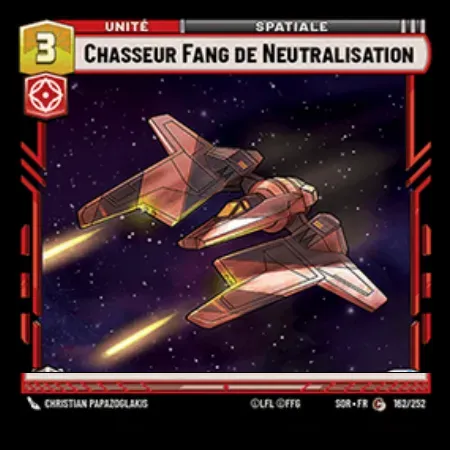 UNITÉ SPATIALE
3 CHASSEUR FANG DE NEUTRALISATION
CHRISTIAN PAPAZOGLAKIS ©LFL ©FFG SOR • FR C 162/252